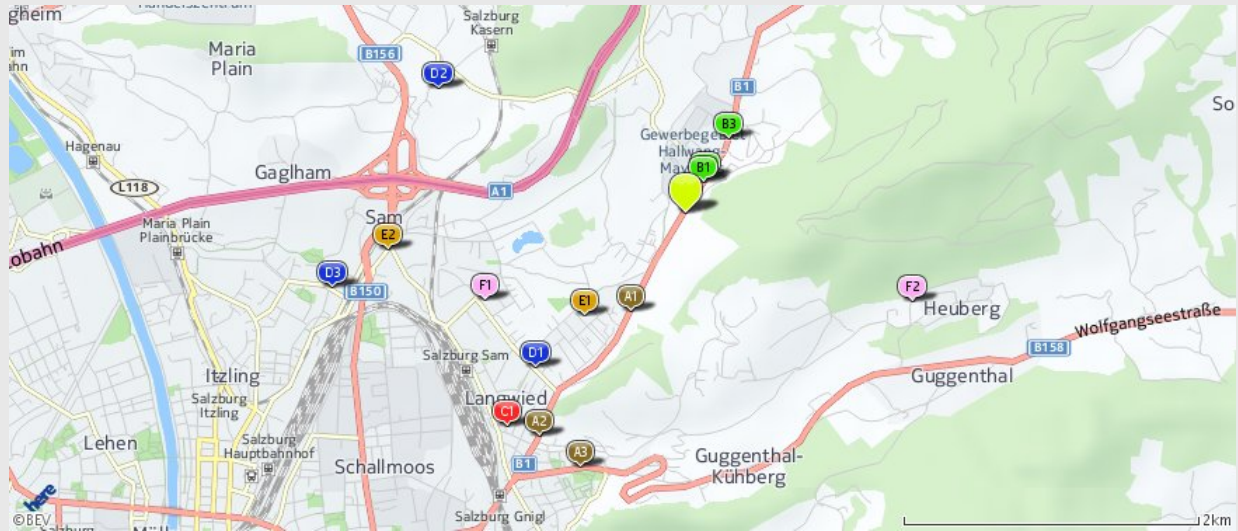 gheim
Maria
Plain
B156
Salzburg
Kasern
D2
B1
So
B3
Gewerbegebiet
Hallwang-
B1
Hagenau
L118
Gaglham
A1
Maria Plain
Plainbrücke
Sam
E2
obahn
D3
B150
F1
E1
A1
F2
Heuberg
Wolfgangseestraße
B158
Guggenthal
Salzburg Sam
D1
Itzling
Salzburg
Itzling
Langwied
C1
A2
Lehen
Salzburg
Hauptbahnhof
Schallmoos
B1
A3
Guggenthal-
Kühberg
here
©BEV
Salzburg
Salzburg Gnigl
2km